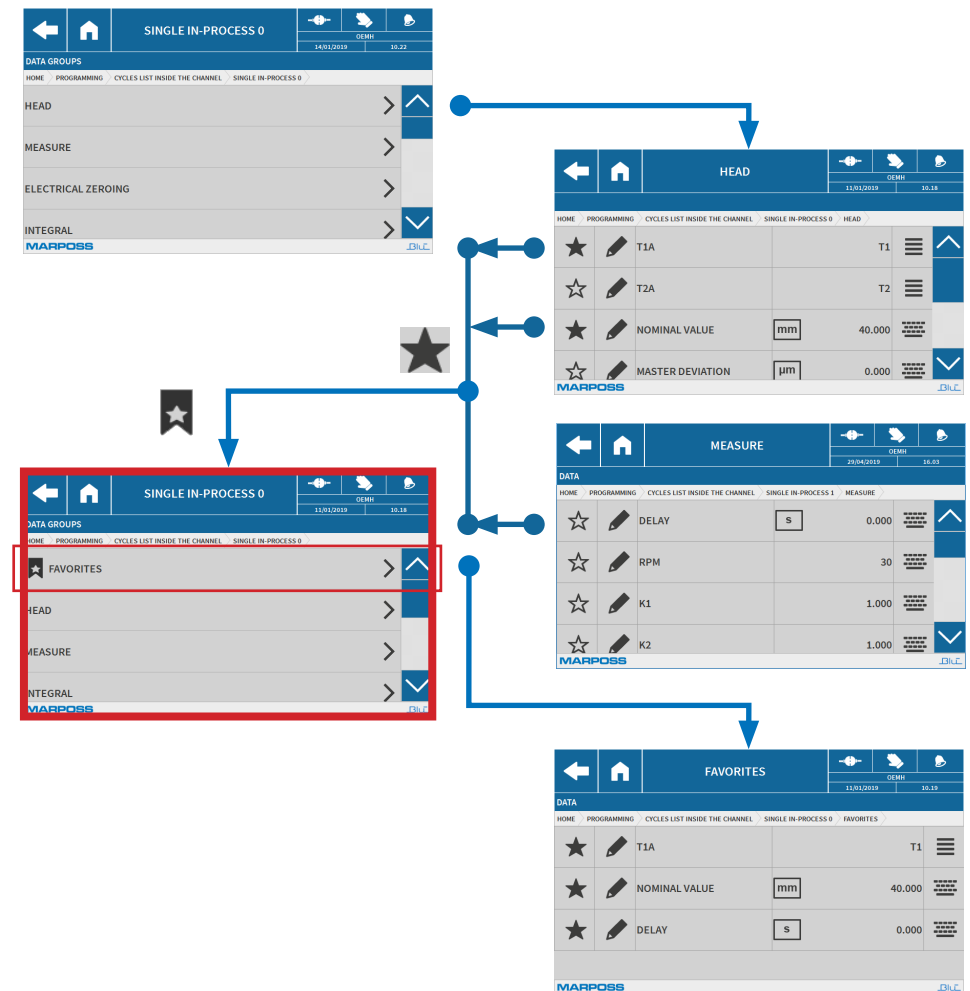 SINGLE IN-PROCESS 0
OEMH
14/01/2019 10.22
DATA GROUPS
HOME PROGRAMMING CYCLES LIST INSIDE THE CHANNEL SINGLE IN-PROCESS 0
HEAD
MEASURE
ELECTRICAL ZEROING
INTEGRAL
MARPOSS BLÚ
HEAD
OEMH
11/01/2019 10.18
HOME PROGRAMMING CYCLES LIST INSIDE THE CHANNEL SINGLE IN-PROCESS 0 HEAD
T1A T1
T2A T2
NOMINAL VALUE mm 40.000
MASTER DEVIATION µm 0.000
MARPOSS BLÚ
MEASURE
OEMH
29/04/2019 16.03
DATA
HOME PROGRAMMING CYCLES LIST INSIDE THE CHANNEL SINGLE IN-PROCESS 1 MEASURE
DELAY s 0.000
RPM 30
K1 1.000
K2 1.000
MARPOSS BLÚ
SINGLE IN-PROCESS 0
OEMH
11/01/2019 10.18
DATA GROUPS
HOME PROGRAMMING CYCLES LIST INSIDE THE CHANNEL SINGLE IN-PROCESS 0
FAVORITES
HEAD
MEASURE
INTEGRAL
MARPOSS BLÚ
FAVORITES
OEMH
11/01/2019 10.19
DATA
HOME PROGRAMMING CYCLES LIST INSIDE THE CHANNEL SINGLE IN-PROCESS 0 FAVORITES
T1A T1
NOMINAL VALUE mm 40.000
DELAY s 0.000
MARPOSS BLÚ